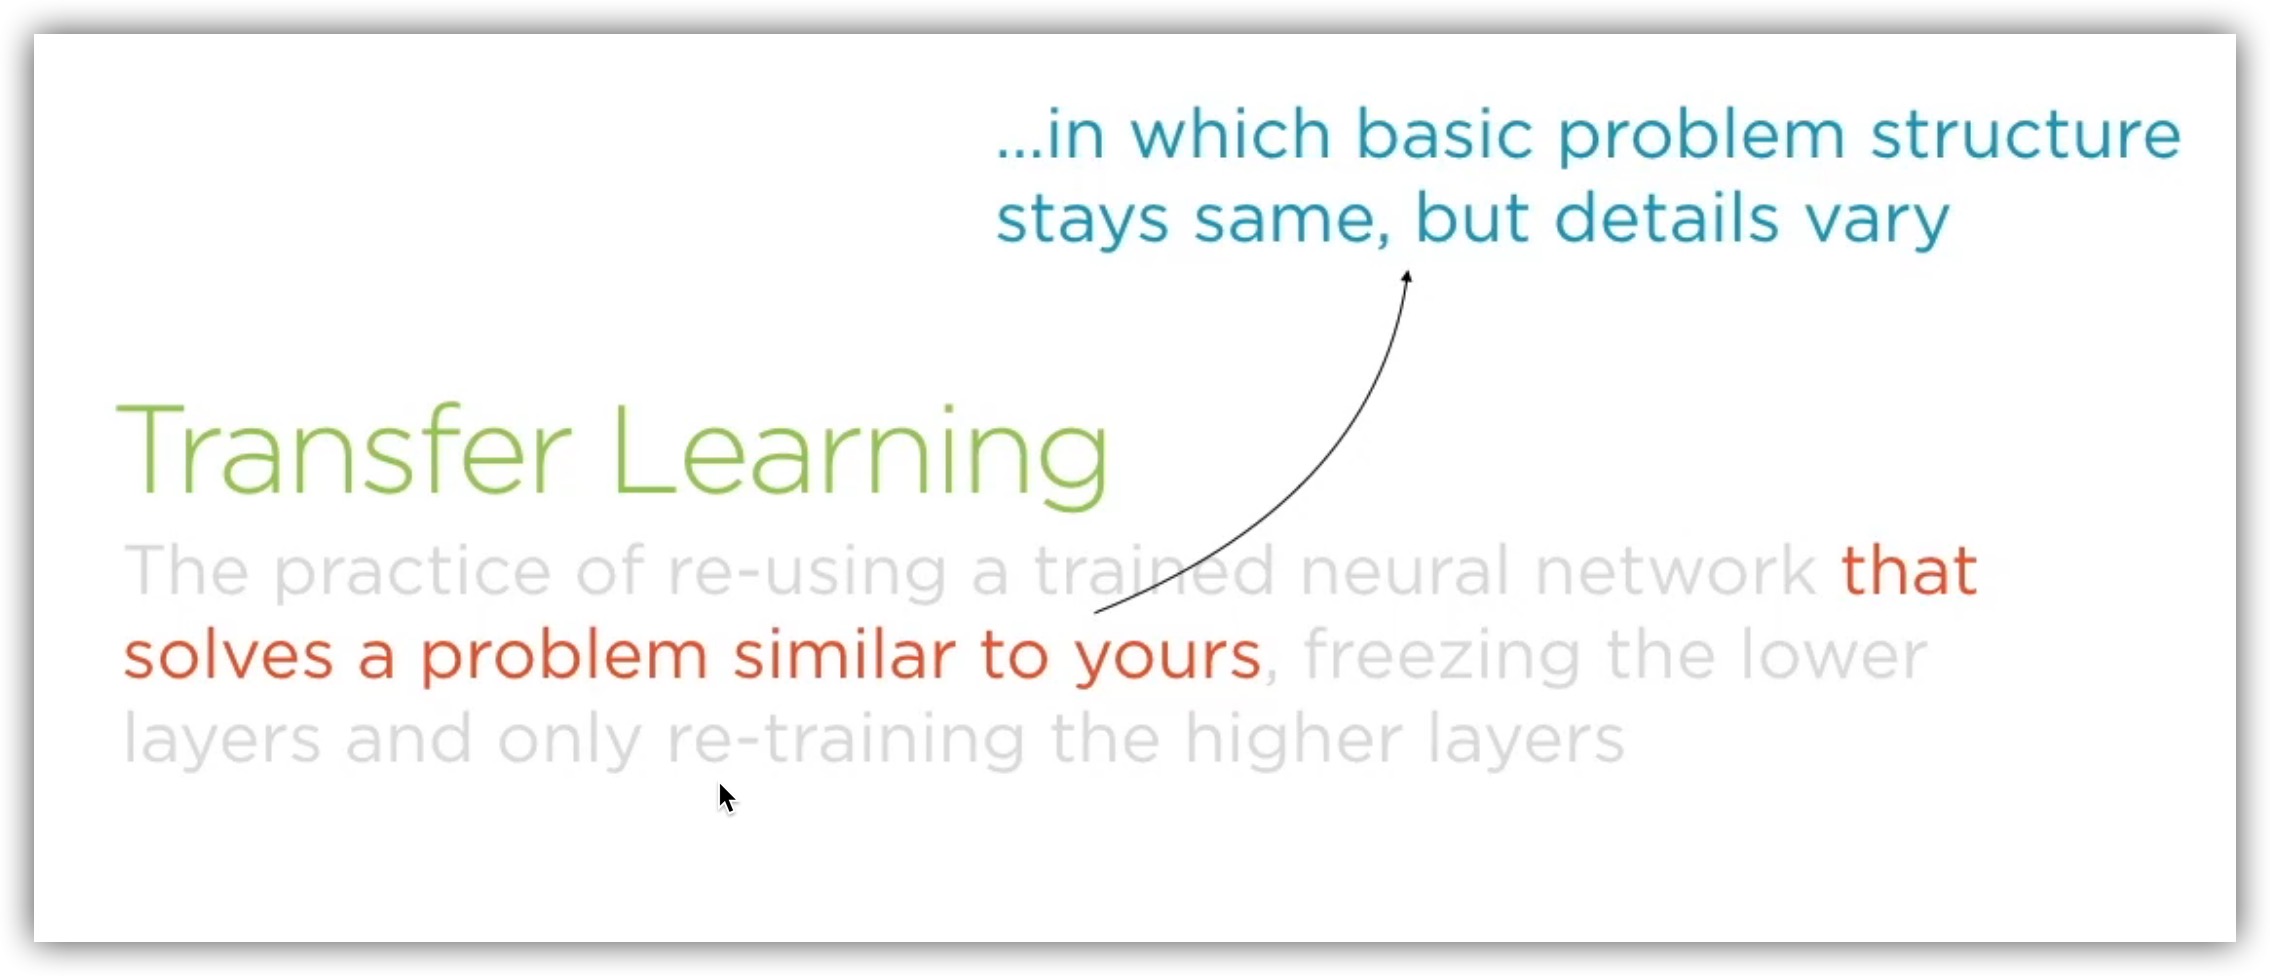 ...in which basic problem structure
stays same, but details vary
Transfer Learning
The practice of re-using a trained neural network that
solves a problem similar to yours, freezing the lower
layers and only re-training the higher layers